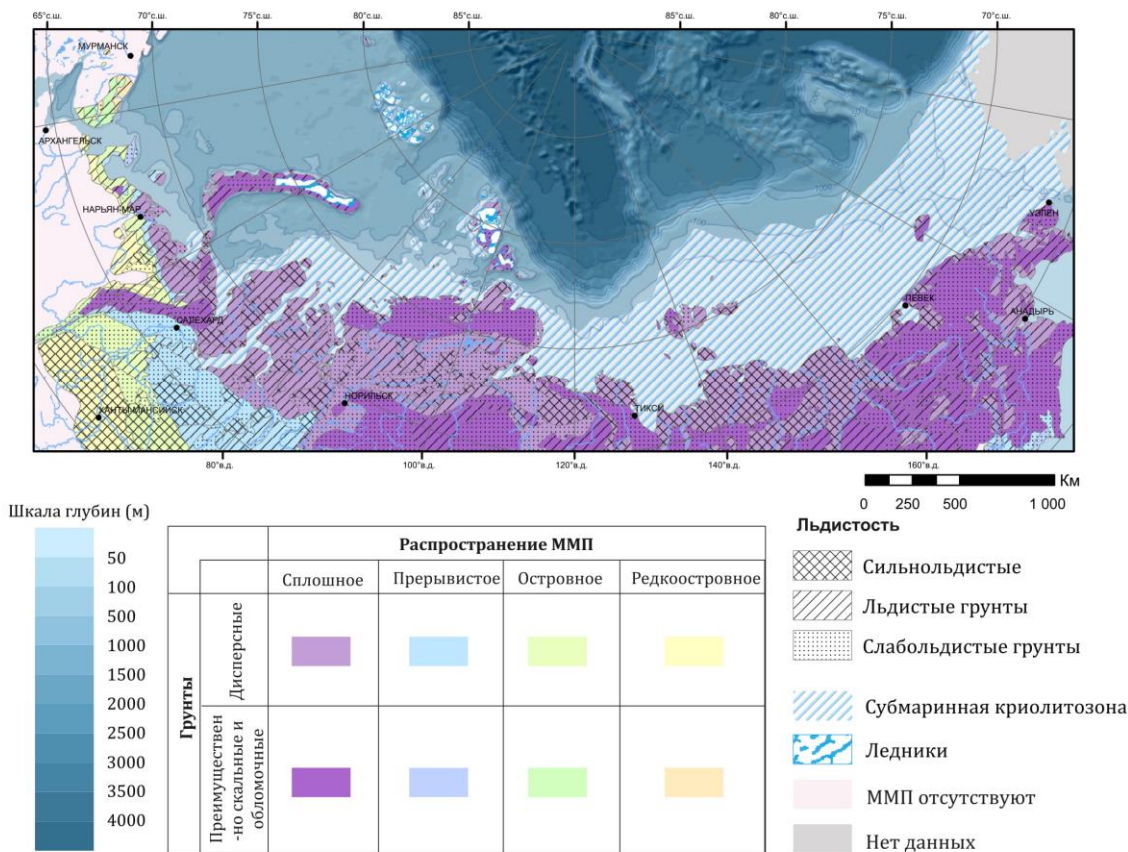 65°с.ш. 70°с.ш. 75°с.ш. 80°с.ш. 85°с.ш. 85°с.ш. 80°с.ш. 75°с.ш. 70°с.ш.
МУРМАНСК
АРХАНГЕЛЬСК
НАРЬЯН-МАР
УЭЛЕН
ПЕВЕК
АНАДЫРЬ
САЛЕХАРД
НОРИЛЬСК
ТИКСИ
ХАНТЫ-МАНСИЙСК
80°в.д. 100°в.д. 120°в.д. 140°в.д. 160°в.д.
Км
0 250 500 1 000
Шкала глубин (м)
50
100
500
1000
1500
2000
2500
3000
3500
4000
Распространение ММП
Сплошное Прерывистое Островное Редкоостровное
Грунты
Дисперсные
Преимуществен
-но скальные и
обломочные
Льдистость
Сильнольдистые
Льдистые грунты
Слабольдистые грунты
Субмаринная криолитозона
Ледники
ММП отсутствуют
Нет данных